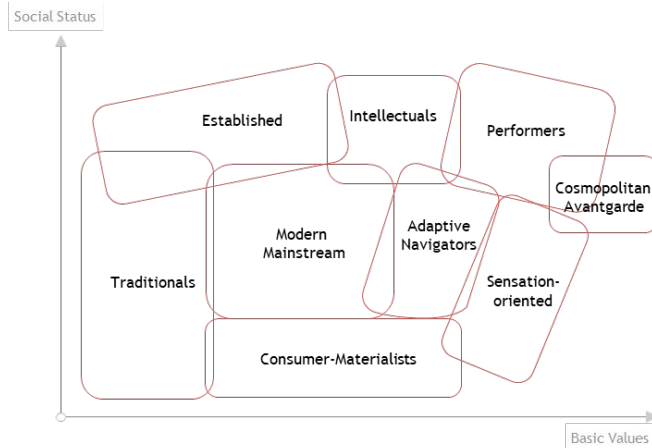 Social Status
Established
Intellectuals
Performers
Cosmopolitan
Avantgarde
Modern
Mainstream
Adaptive
Navigators
Traditionals
Sensation-
oriented
Consumer-Materialists
Basic Values